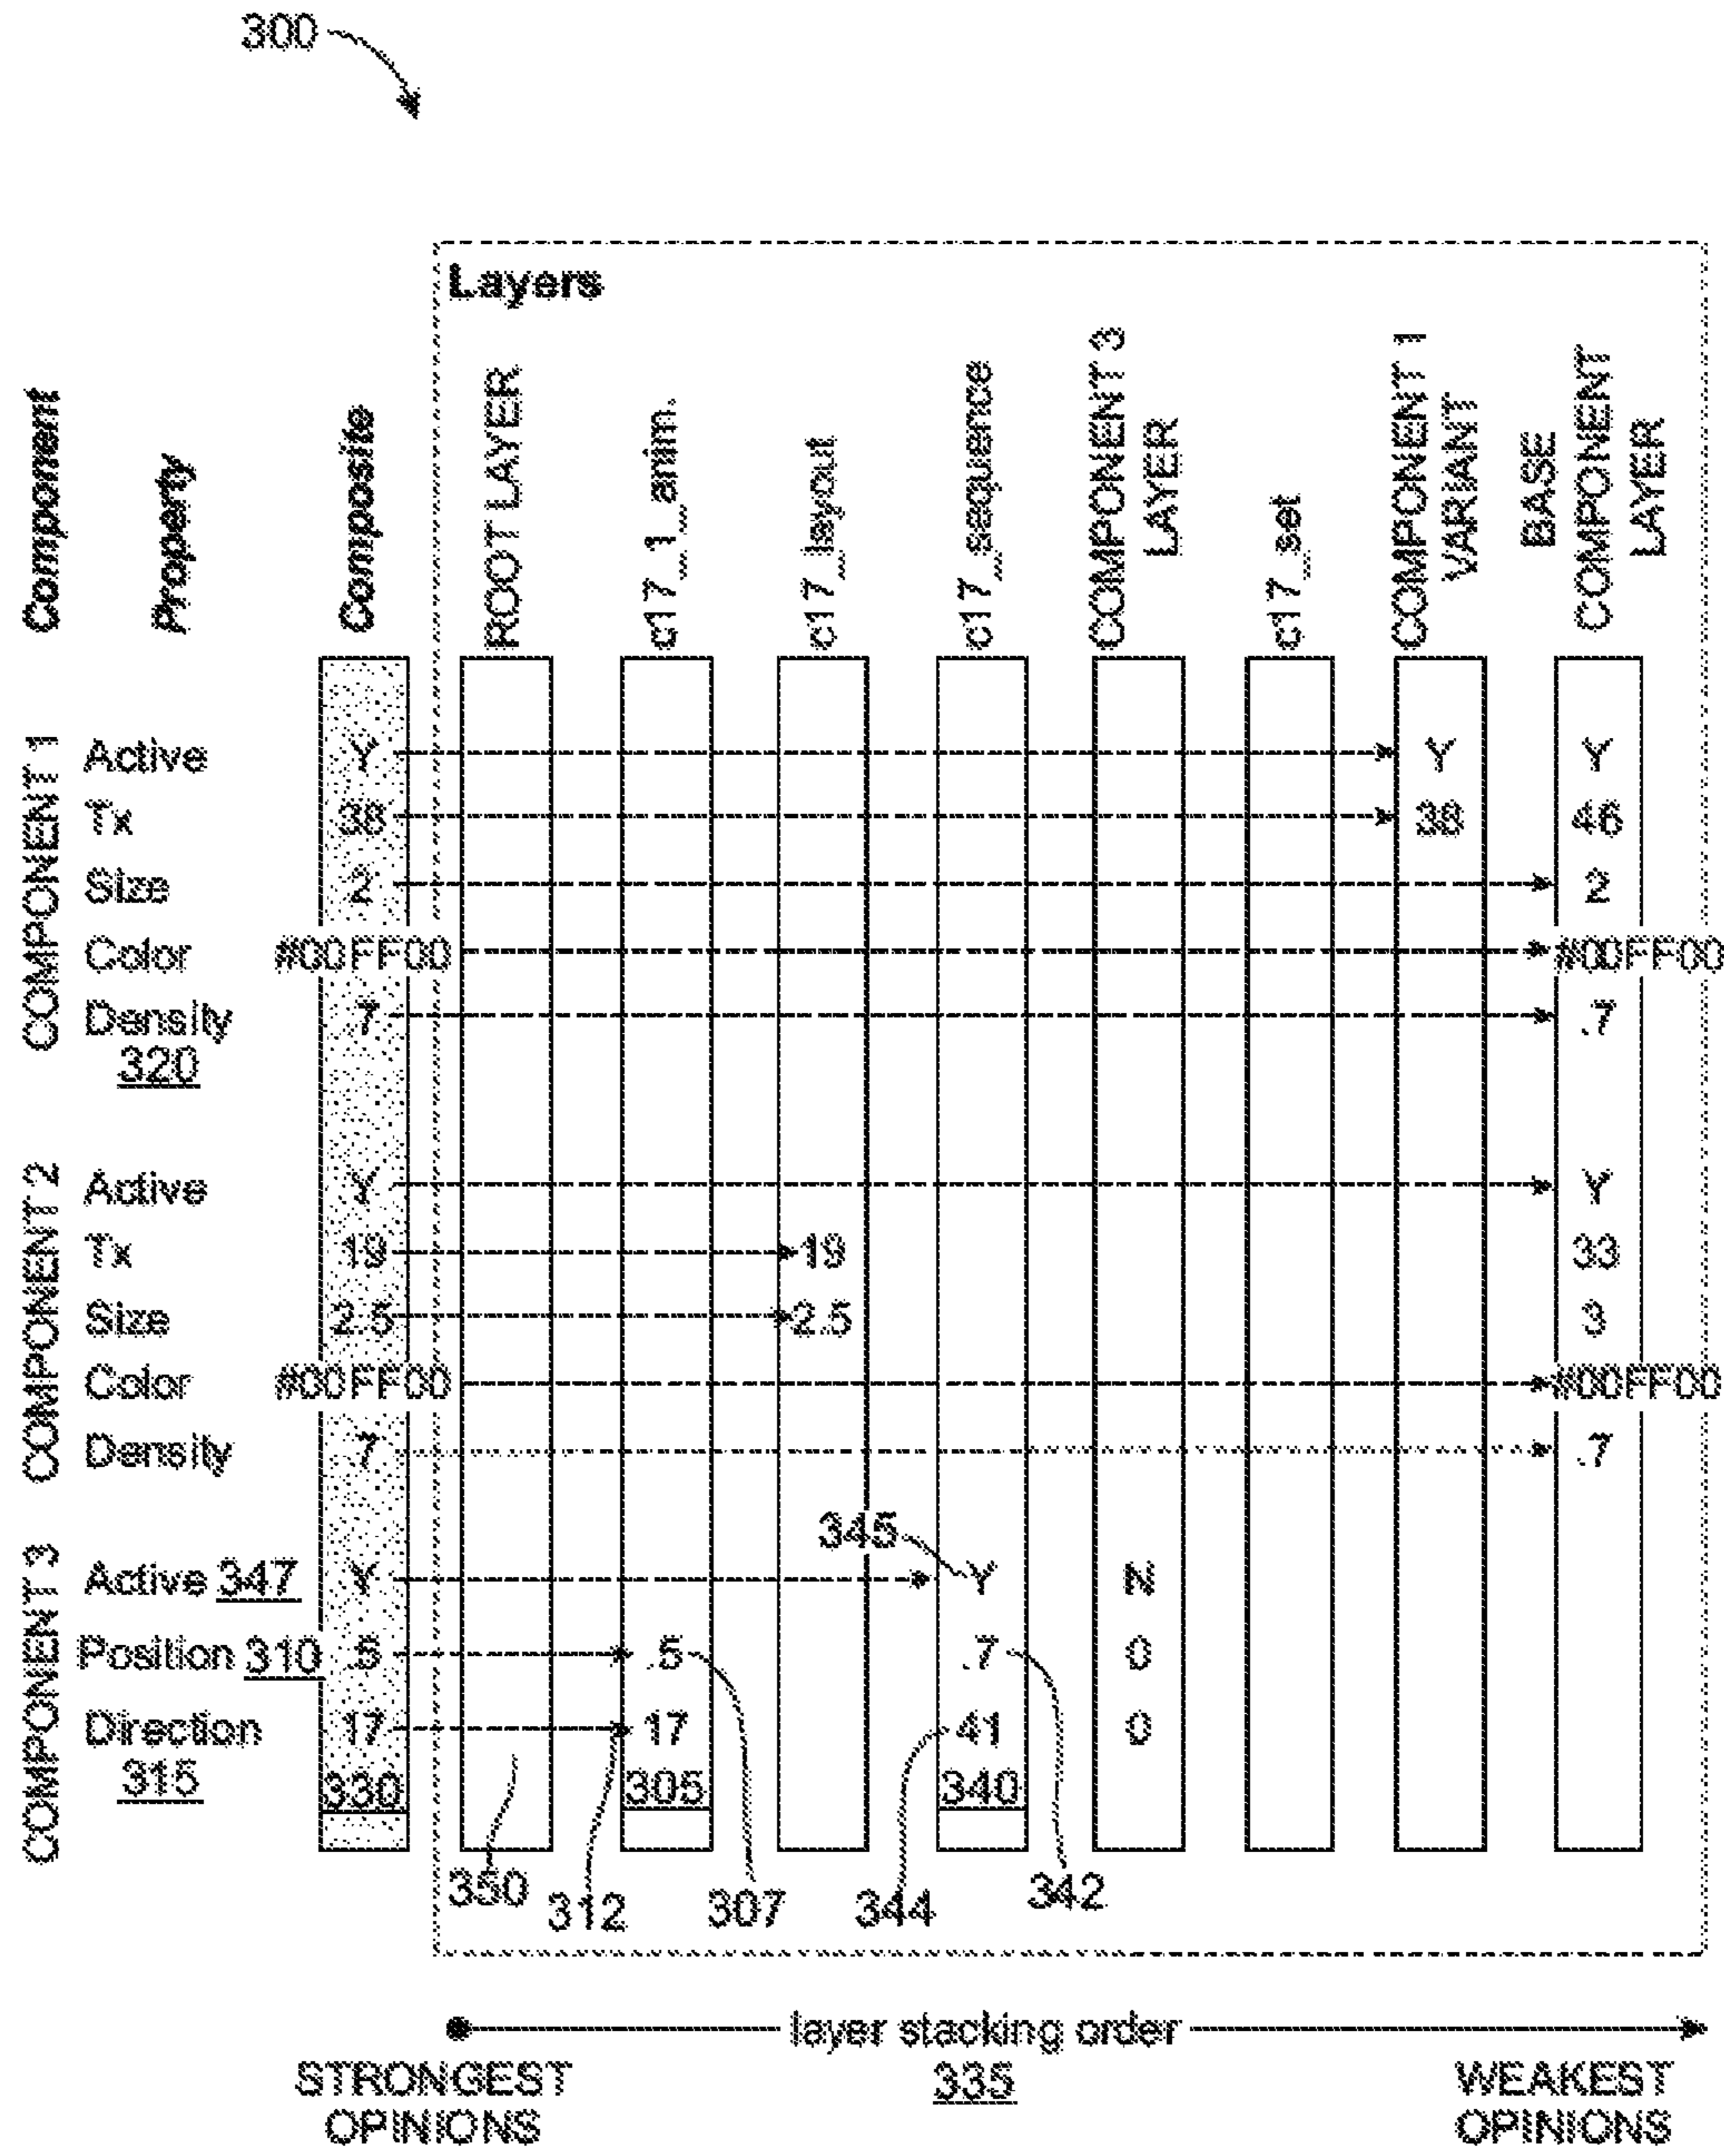 300
Layers
Component
Property
Composite
ROOT LAYER
c17_1_anim.
c17_layout
c17_sequence
COMPONENT 3
LAYER
c17_set
COMPONENT 1
VARIANT
BASE
COMPONENT
LAYER
COMPONENT 1
Active Y Y Y
Tx 38 38 46
Size 2 2
Color #00FF00 #00FF00
Density .7 .7
320
COMPONENT 2
Active Y Y
Tx 19 19 33
Size 2.5 2.5 3
Color #00FF00 #00FF00
Density .7 .7
345
COMPONENT 3
Active 347 Y Y N
Position 310 .5 .5 .7 0
Direction 17 17 41 0
315 330 305 340
350 312 307 344 342
layer stacking order
335
STRONGEST
OPINIONS
WEAKEST
OPINIONS